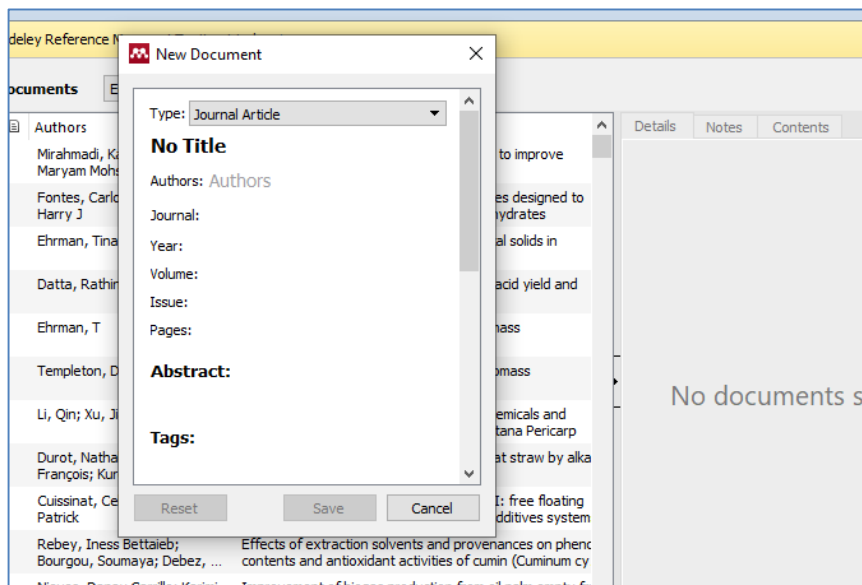 deley Reference M
New Document
ocuments
Type: Journal Article
No Title
Authors: Authors
Journal:
Year:
Volume:
Issue:
Pages:
Abstract:
Tags:
Reset
Save
Cancel
Authors
Mirahmadi, Ka
to improve
Maryam Mohs
Fontes, Carlo
es designed to
Harry J
ydrates
Ehrman, Tina
al solids in
Datta, Rathin
acid yield and
Ehrman, T
mass
Templeton, D
omass
Li, Qin; Xu, Ji
emicals and
tana Pericarp
Durot, Natha
at straw by alka
François; Kur
Cuissinat, Ce
I: free floating
Patrick
dditives system
Rebey, Iness Bettaieb;
Effects of extraction solvents and provenances on pheno
Bourgou, Soumaya; Debez, ...
contents and antioxidant activities of cumin (Cuminum cy
Details
Notes
Contents
No documents s